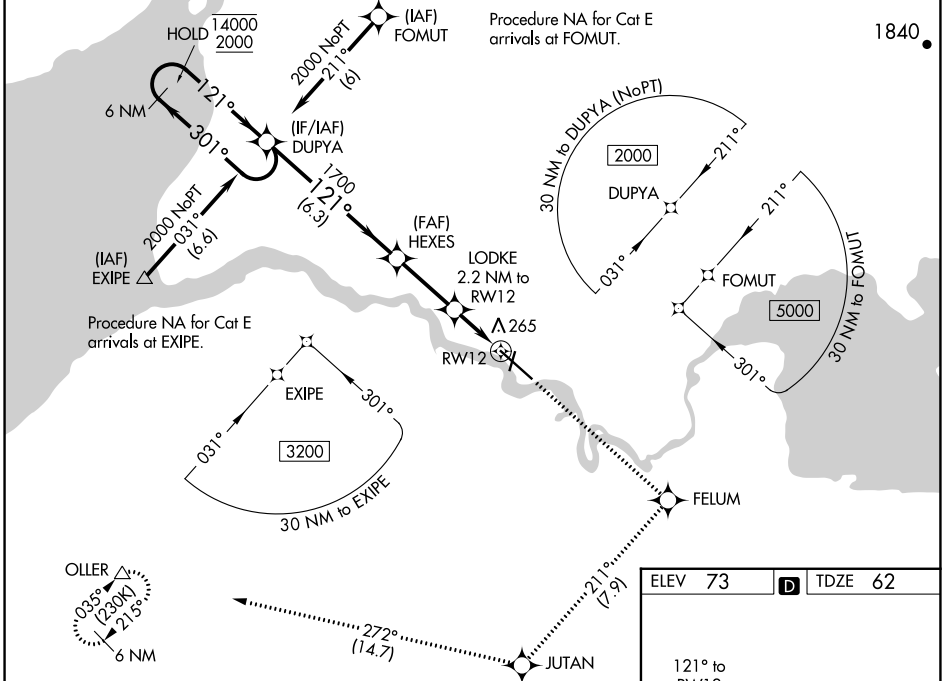 (IAF)
FOMUT
Procedure NA for Cat E
arrivals at FOMUT.
1840
HOLD
14000
2000
2000 NoPT
211°
(6)
6 NM
121°
301°
(IF/IAF)
DUPYA
1700
121°
(6.3)
2000 NoPT
031°
(6.6)
(IAF)
EXIPE
(FAF)
HEXES
LODKE
2.2 NM to
RW12
265
RW12
30 NM to DUPYA (NoPT)
2000
211°
DUPYA
031°
211°
FOMUT
5000
30 NM to FOMUT
301°
Procedure NA for Cat E
arrivals at EXIPE.
EXIPE
031°
301°
3200
30 NM to EXIPE
FELUM
211°
(7.9)
OLLER
035°
(230K)
215°
6 NM
272°
(14.7)
JUTAN
ELEV 73
D
TDZE 62
121° to
RW12